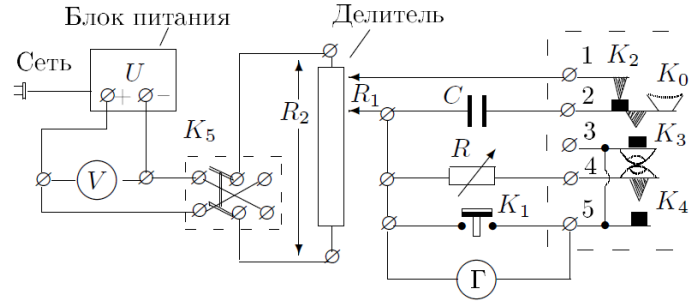 Блок питания
Делитель
Сеть
U
+ −
K₅
V
R₂
R₁
C
R
K₁
Г
1
2
3
4
5
K₂
K₀
K₃
K₄